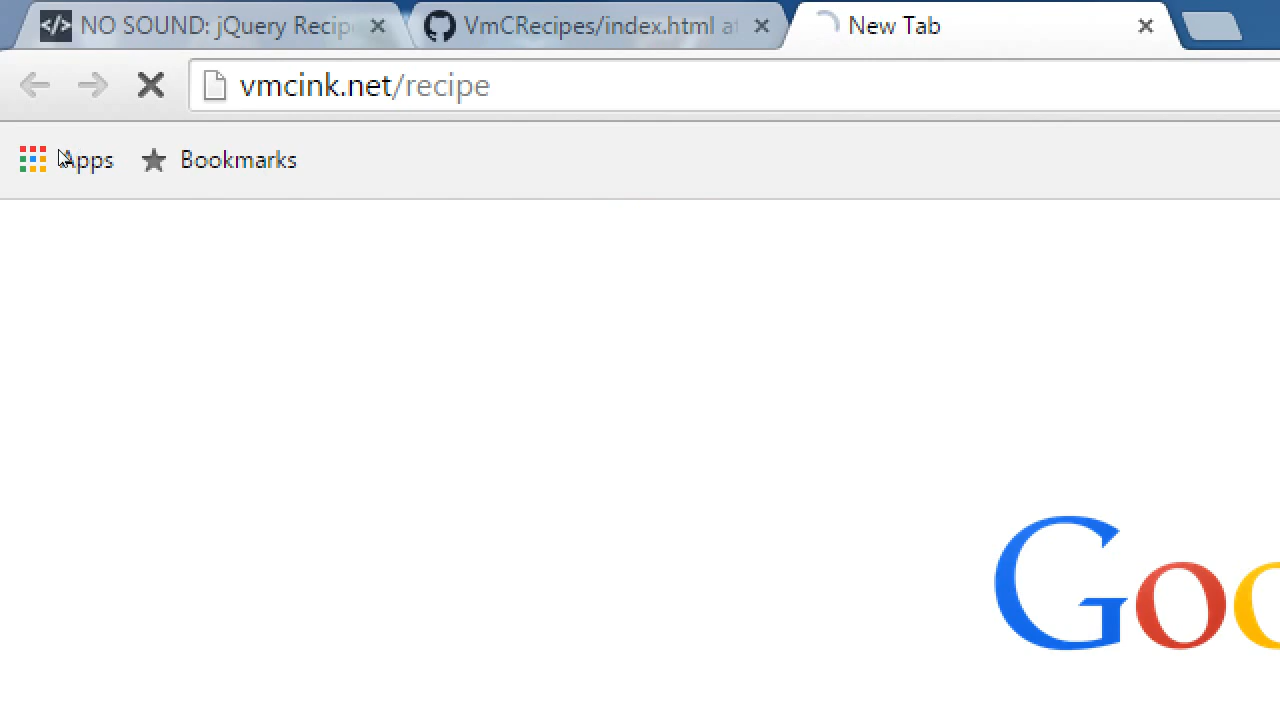 NO SOUND: jQuery Recip
VmCRecipes/index.html at
New Tab
vmcink.net/recipe
Apps
Bookmarks
Goo